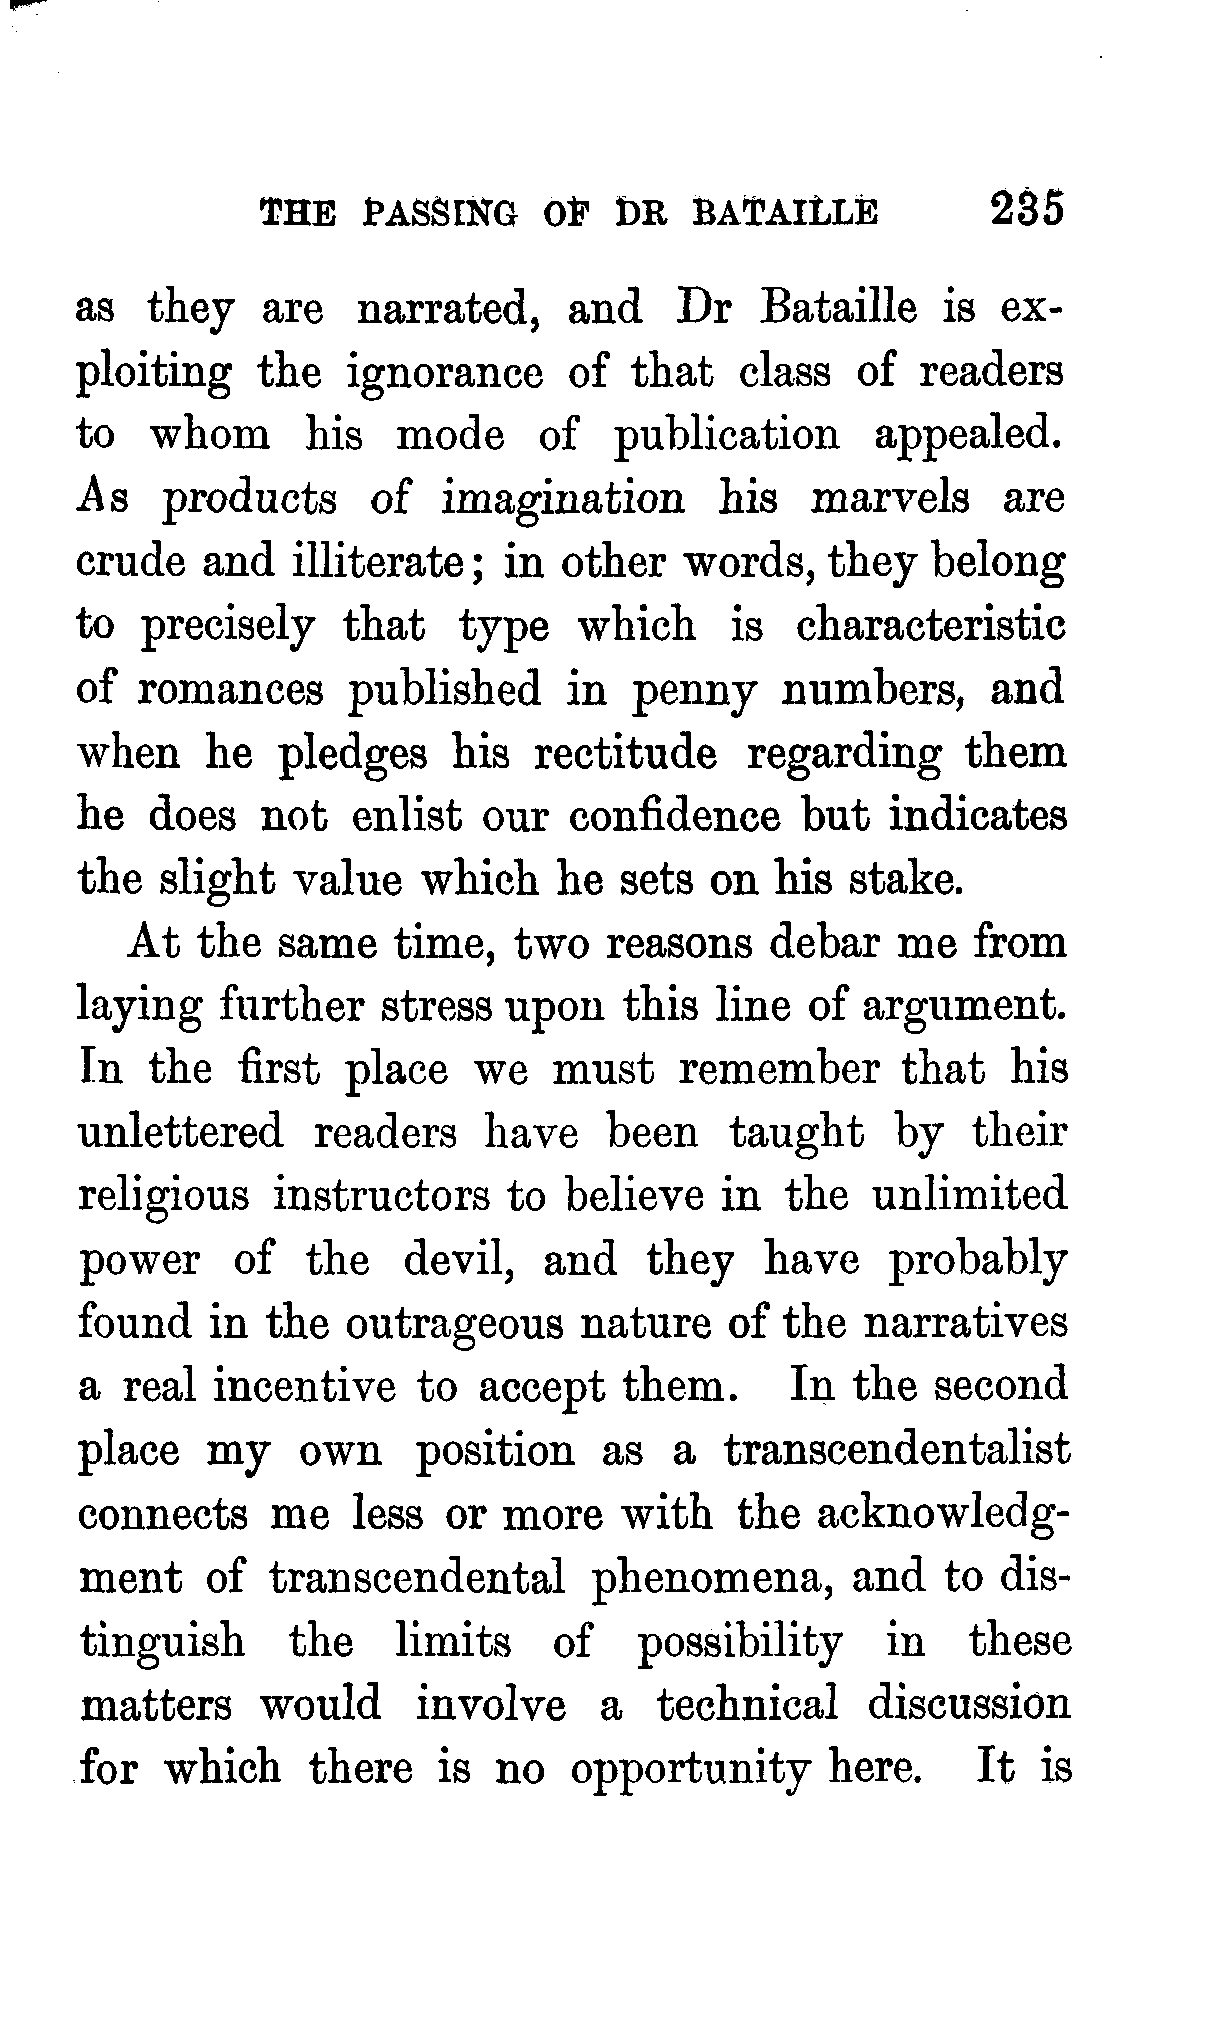 THE PASSING OF DR BATAILLE 235
as they are narrated, and Dr Bataille is ex-
ploiting the ignorance of that class of readers
to whom his mode of publication appealed.
As products of imagination his marvels are
crude and illiterate; in other words, they belong
to precisely that type which is characteristic
of romances published in penny numbers, and
when he pledges his rectitude regarding them
he does not enlist our confidence but indicates
the slight value which he sets on his stake.
At the same time, two reasons debar me from
laying further stress upon this line of argument.
In the first place we must remember that his
unlettered readers have been taught by their
religious instructors to believe in the unlimited
power of the devil, and they have probably
found in the outrageous nature of the narratives
a real incentive to accept them. In the second
place my own position as a transcendentalist
connects me less or more with the acknowledg-
ment of transcendental phenomena, and to dis-
tinguish the limits of possibility in these
matters would involve a technical discussion
for which there is no opportunity here. It is